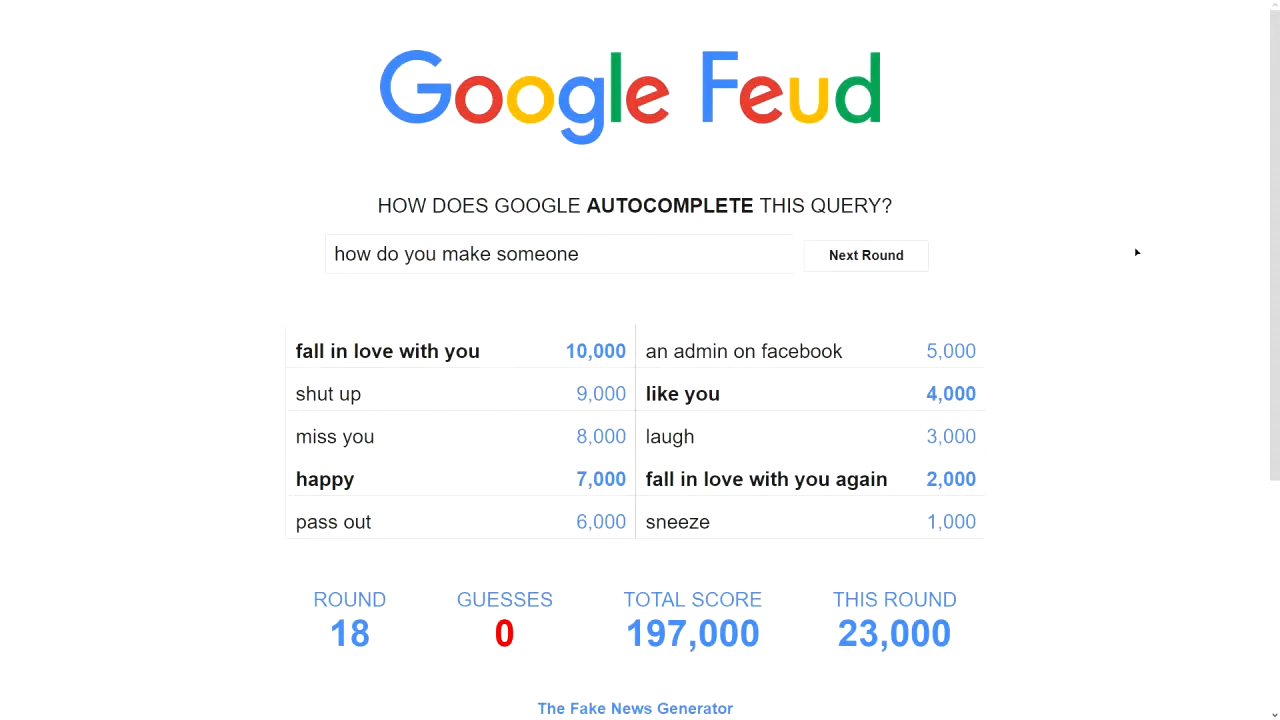 Google Feud
HOW DOES GOOGLE AUTOCOMPLETE THIS QUERY?
how do you make someone
Next Round
fall in love with you 10,000
shut up 9,000
miss you 8,000
happy 7,000
pass out 6,000
an admin on facebook 5,000
like you 4,000
laugh 3,000
fall in love with you again 2,000
sneeze 1,000
ROUND
18
GUESSES
0
TOTAL SCORE
197,000
THIS ROUND
23,000
The Fake News Generator